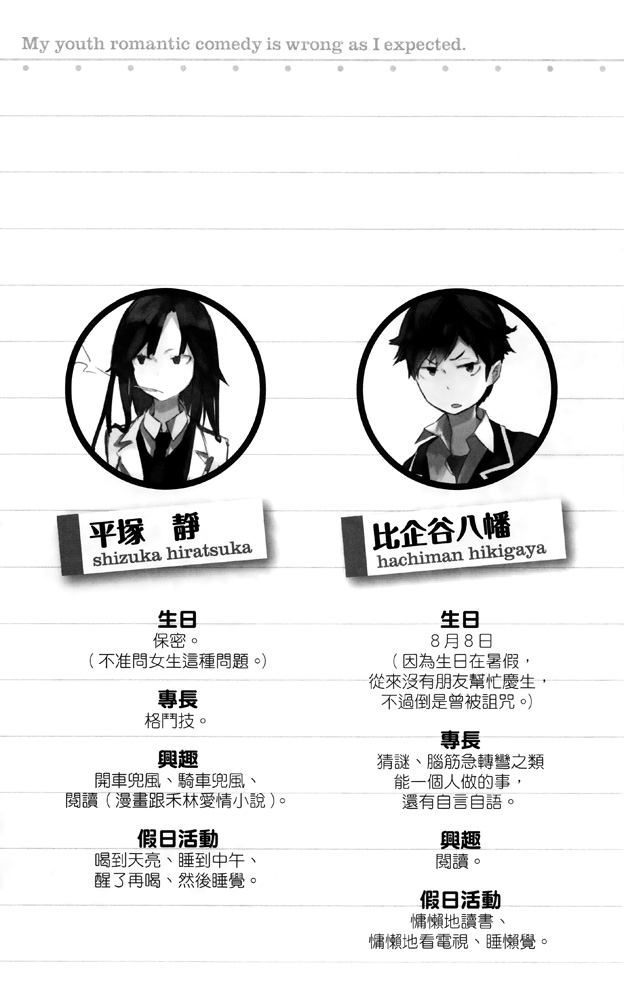 My youth romantic comedy is wrong as I expected.
平塚　靜
shizuka hiratsuka
生日
保密。
（不准問女生這種問題。）
專長
格鬥技。
興趣
開車兜風、騎車兜風、
閱讀（漫畫跟禾林愛情小說）。
假日活動
喝到天亮、睡到中午、
醒了再喝、然後睡覺。
比企谷八幡
hachiman hikigaya
生日
８月８日
（因為生日在暑假，
從來沒有朋友幫忙慶生，
不過倒是曾被詛咒。）
專長
猜謎、腦筋急轉彎之類
能一個人做的事，
還有自言自語。
興趣
閱讀。
假日活動
慵懶地讀書、
慵懶地看電視、睡懶覺。